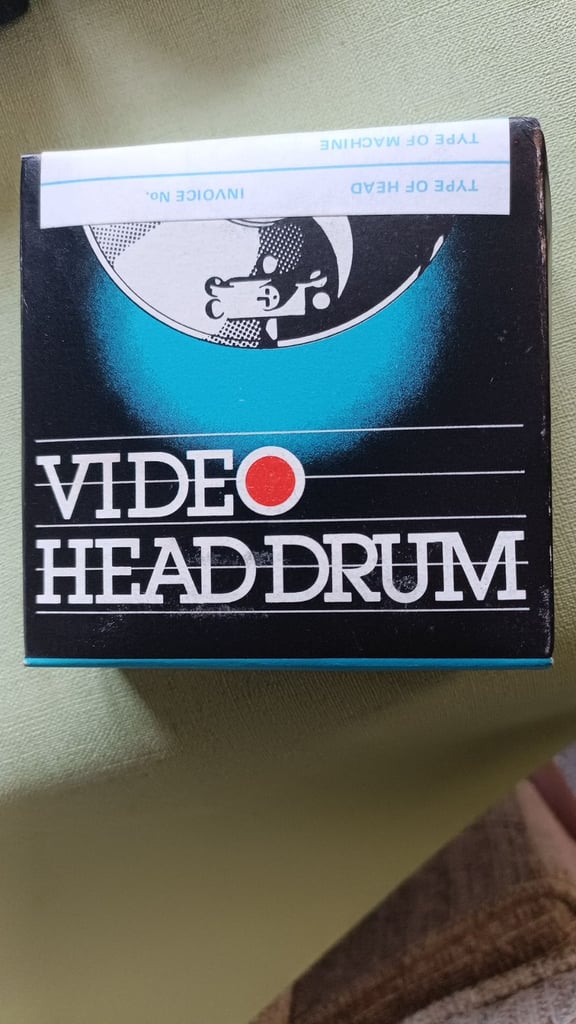 TYPE OF MACHINE
TYPE OF HEAD INVOICE No.
VIDEO
HEAD DRUM